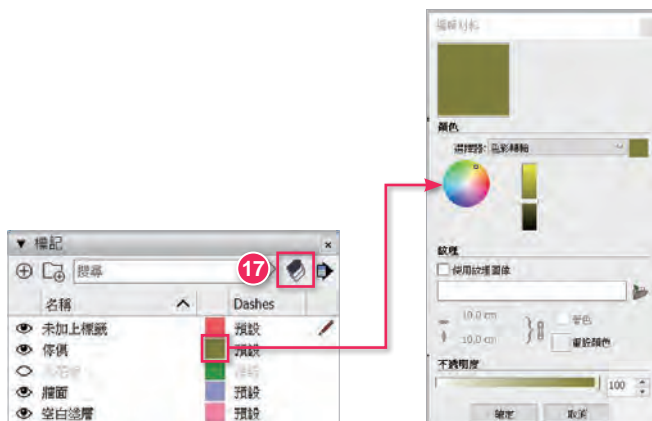 編輯材料
顏色
選擇器: 色彩轉輪
紋理
使用紋理圖像
10.0 cm
著色
10.0 cm
重設顏色
不透明度
100
確定
取消
▼ 標記
搜尋
17
名稱
Dashes
未加上標籤
預設
傢俱
預設
預設
牆面
預設
空白塗層
預設